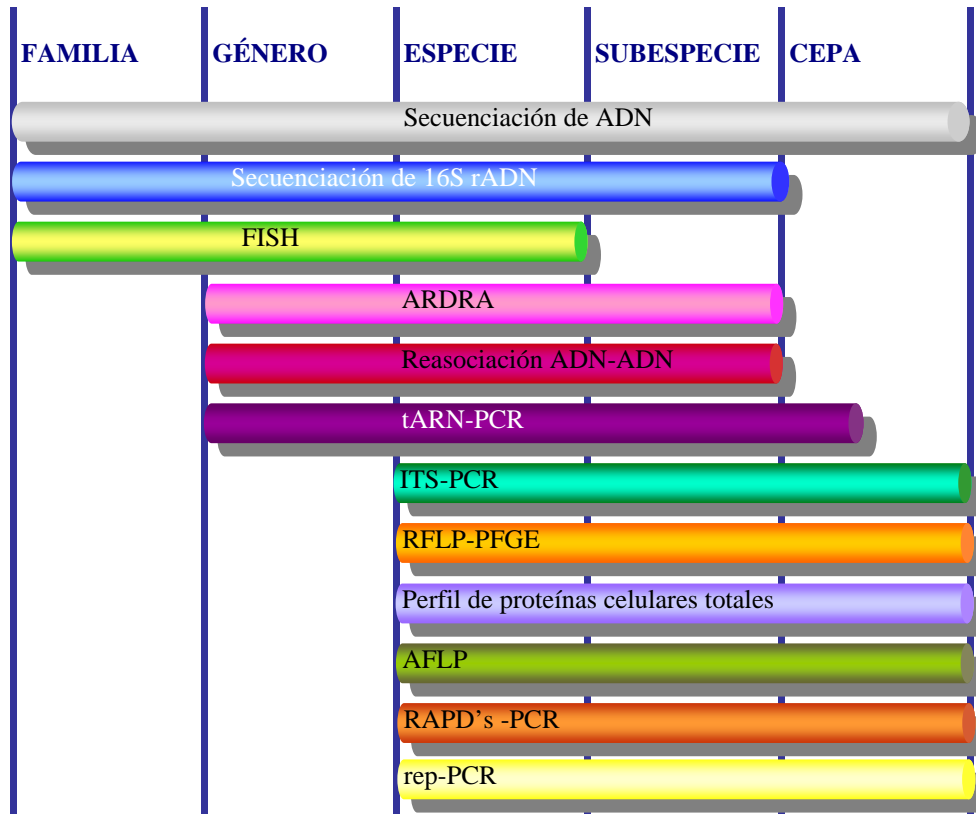 FAMILIA GÉNERO ESPECIE SUBESPECIE CEPA
Secuenciación de ADN
Secuenciación de 16S rADN
FISH
ARDRA
Reasociación ADN-ADN
tARN-PCR
ITS-PCR
RFLP-PFGE
Perfil de proteínas celulares totales
AFLP
RAPD’s -PCR
rep-PCR